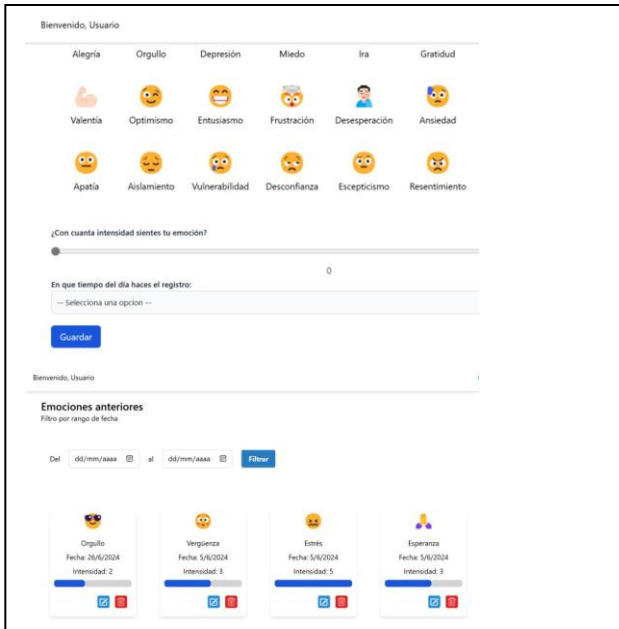 Bienvenido, Usuario
Alegría Orgullo Depresión Miedo Ira Gratidud
Valentía Optimismo Entusiasmo Frustración Desesperación Ansiedad
Apatía Aislamiento Vulnerabilidad Desconfianza Escepticismo Resentimiento
¿Con cuanta intensidad sientes tu emoción?
0
En que tiempo del día haces el registro:
-- Selecciona una opcion --
Guardar
Bienvenido, Usuario
Emociones anteriores
Filtro por rango de fecha
Del dd/mm/aaaa al dd/mm/aaaa Filtrar
Orgullo Vergüenza Estrés Esperanza
Fecha: 26/6/2024 Fecha: 5/6/2024 Fecha: 5/6/2024 Fecha: 5/6/2024
Intensidad: 2 Intensidad: 3 Intensidad: 5 Intensidad: 3